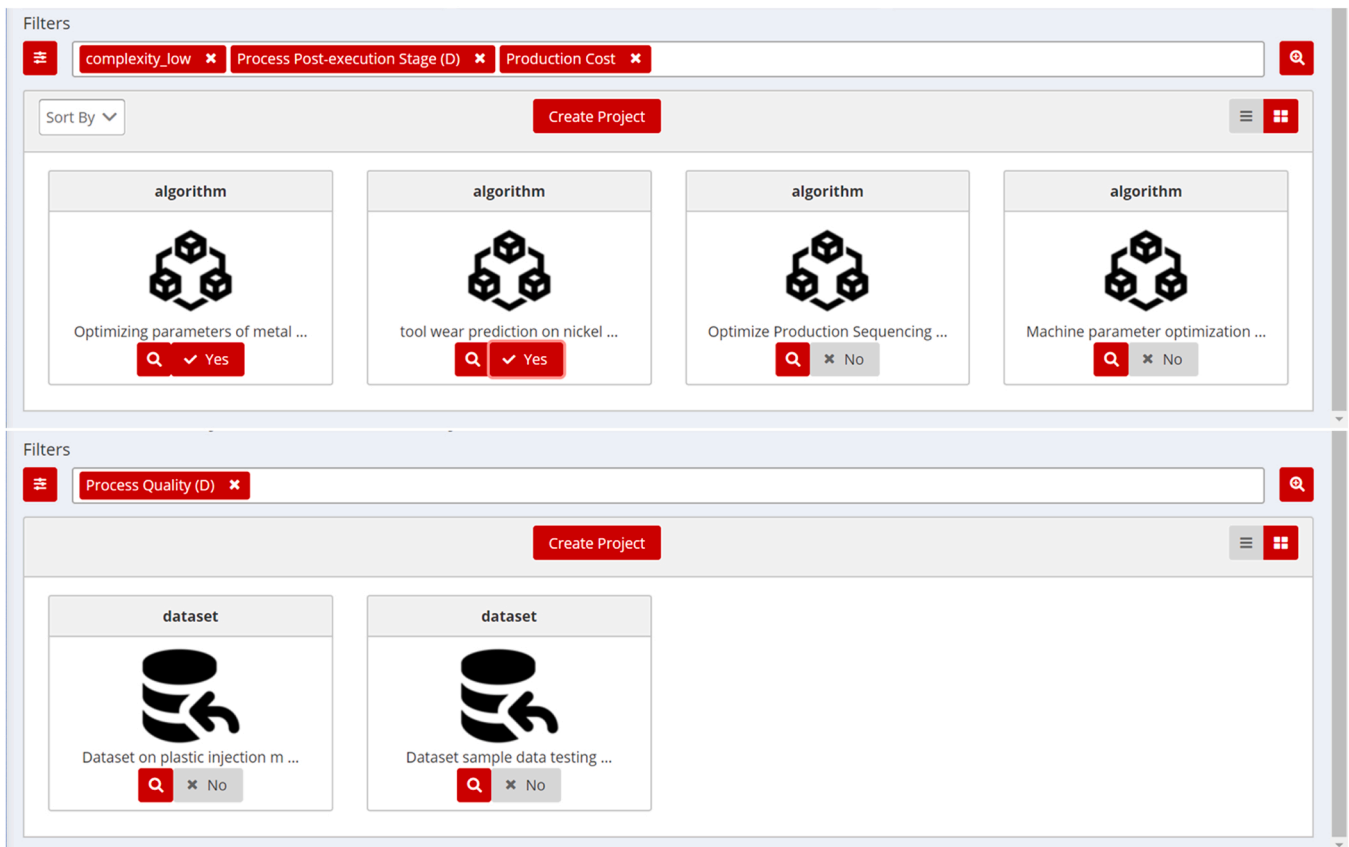 Filters
complexity_low ✖ Process Post-execution Stage (D) ✖ Production Cost ✖
Sort By Create Project
algorithm algorithm algorithm algorithm
Optimizing parameters of metal ... tool wear prediction on nickel ... Optimize Production Sequencing ... Machine parameter optimization ...
✓ Yes ✓ Yes ✖ No ✖ No
Filters
Process Quality (D) ✖
Create Project
dataset dataset
Dataset on plastic injection m ... Dataset sample data testing ...
✖ No ✖ No